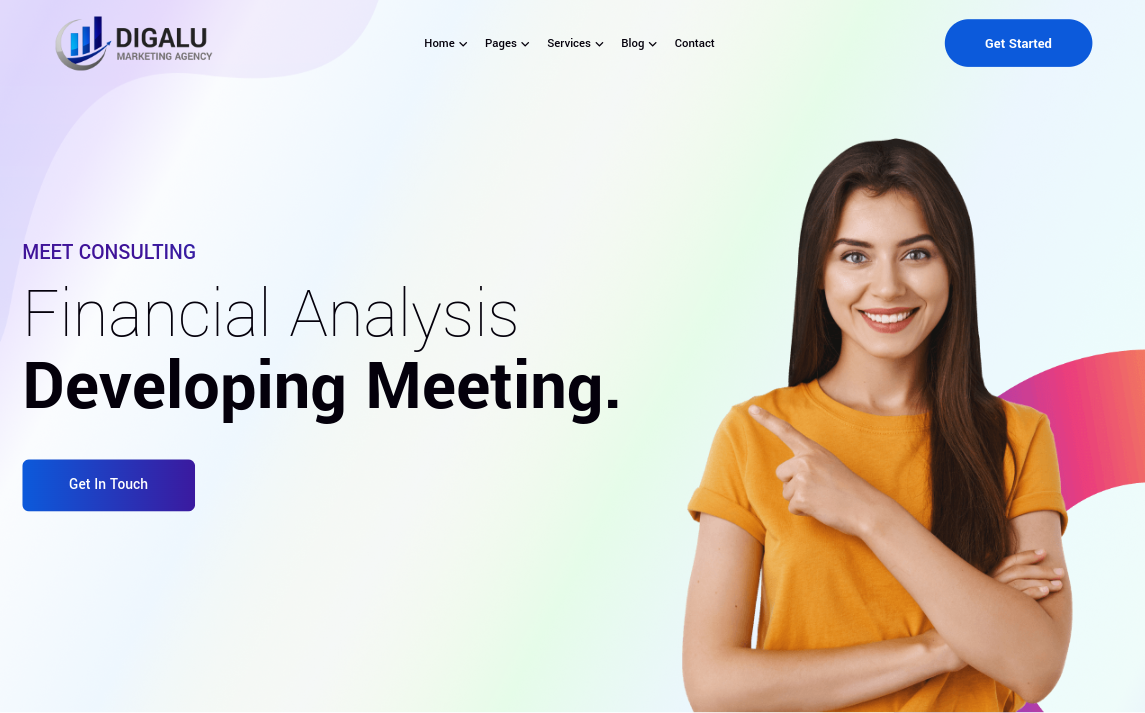 DIGALU
MARKETING AGENCY
Home
Pages
Services
Blog
Contact
Get Started
MEET CONSULTING
Financial Analysis
Developing Meeting.
Get In Touch